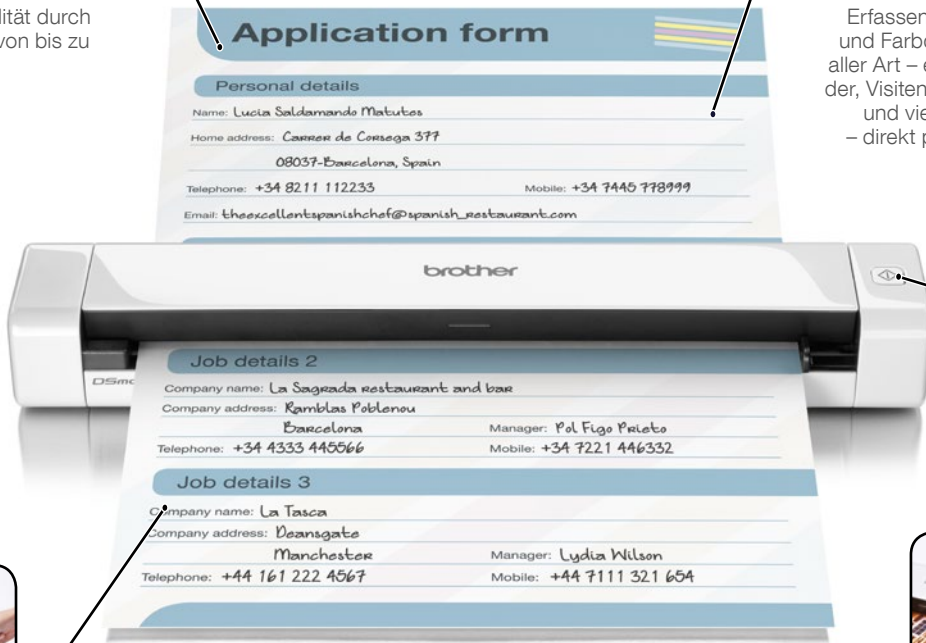 lität durch
von bis zu
Erfassen
und Farbd
aller Art – e
der, Visiten
und vie
– direkt p
Application form
Personal details
Name: Lucia Saldamando Matutes
Home address: Carrer de Corsega 377
08037-Barcelona, Spain
Telephone: +34 8211 112233 Mobile: +34 7445 778999
Email: theexcellentspanishchef@spanish_restaurant.com
brother
DSmo
Job details 2
Company name: La Sagrada restaurant and bar
Company address: Ramblas Poblenou
Barcelona Manager: Pol Figo Prieto
Telephone: +34 4333 445566 Mobile: +34 7221 446332
Job details 3
Company name: La Tasca
Company address: Deansgate
Manchester Manager: Lydia Wilson
Telephone: +44 161 222 4567 Mobile: +44 7111 321 654